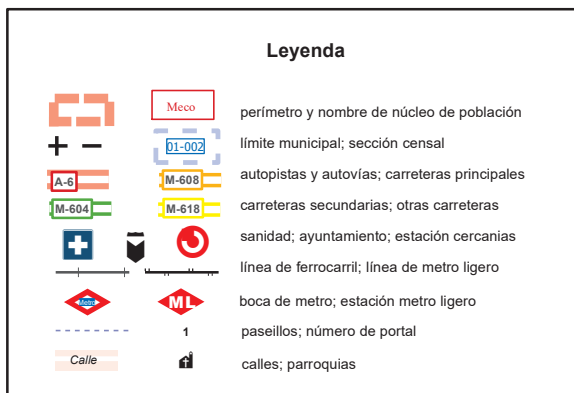 Leyenda
Meco perímetro y nombre de núcleo de población
01-002 límite municipal; sección censal
A-6 M-608 autopistas y autovías; carreteras principales
M-604 M-618 carreteras secundarias; otras carreteras
sanidad; ayuntamiento; estación cercanias
línea de ferrocarril; línea de metro ligero
Metro ML boca de metro; estación metro ligero
1 paseillos; número de portal
Calle calles; parroquias